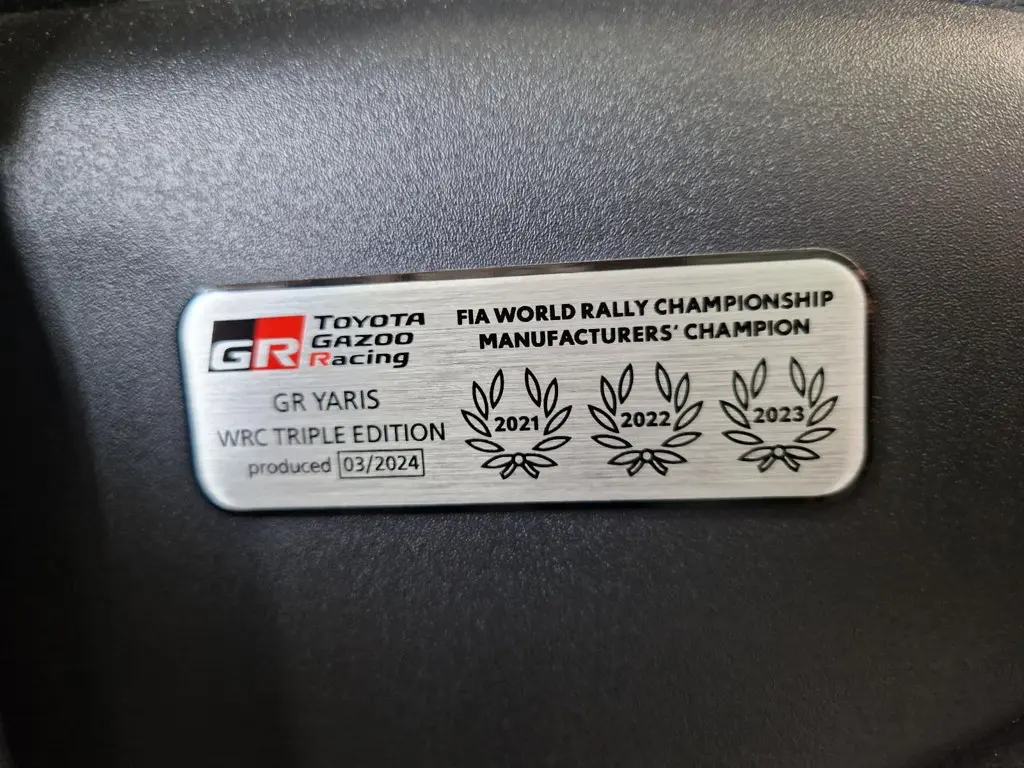 GR
TOYOTA
GAZOO
Racing
GR YARIS
WRC TRIPLE EDITION
produced 03/2024
FIA WORLD RALLY CHAMPIONSHIP
MANUFACTURERS' CHAMPION
2021 2022 2023